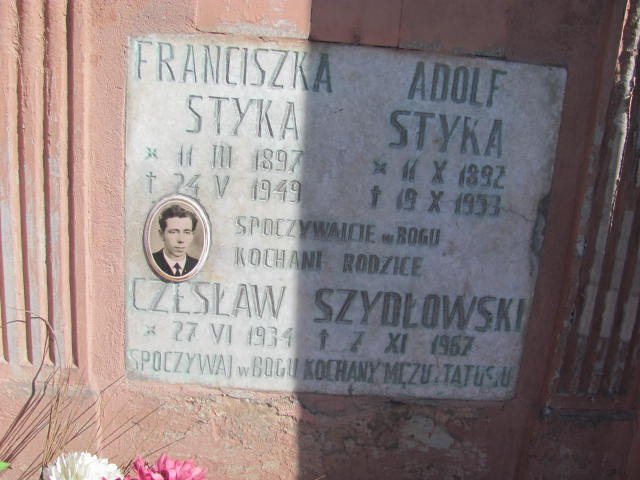 FRANCISZKA
STYKA
* 11 III 1897
† 24 V 1949
ADOLF
STYKA
* 11 X 1892
† 19 X 1953
SPOCZYWAJCIE w BOGU
KOCHANI RODZICE
CZESŁAW SZYDŁOWSKI
* 27 VI 1934 † 7 XI 1967
SPOCZYWAJ w BOGU KOCHANY MĘŻU i TATUSIU